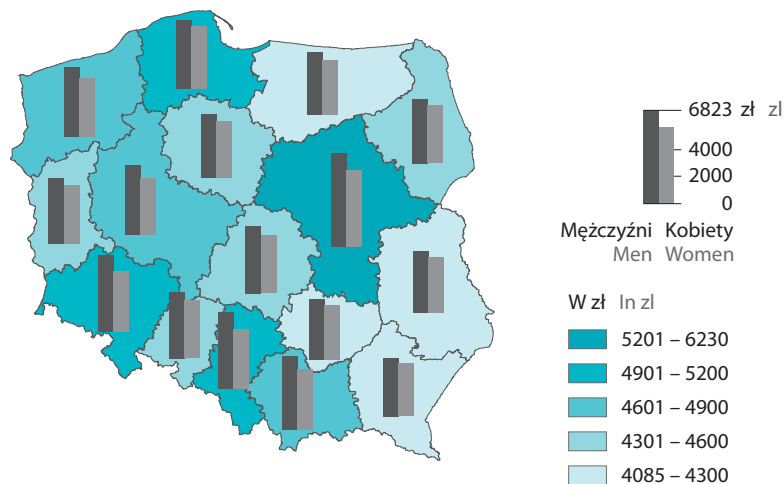 6823 zł zl
4000
2000
0
Mężczyźni Kobiety
Men Women
W zł In zl
5201 – 6230
4901 – 5200
4601 – 4900
4301 – 4600
4085 – 4300